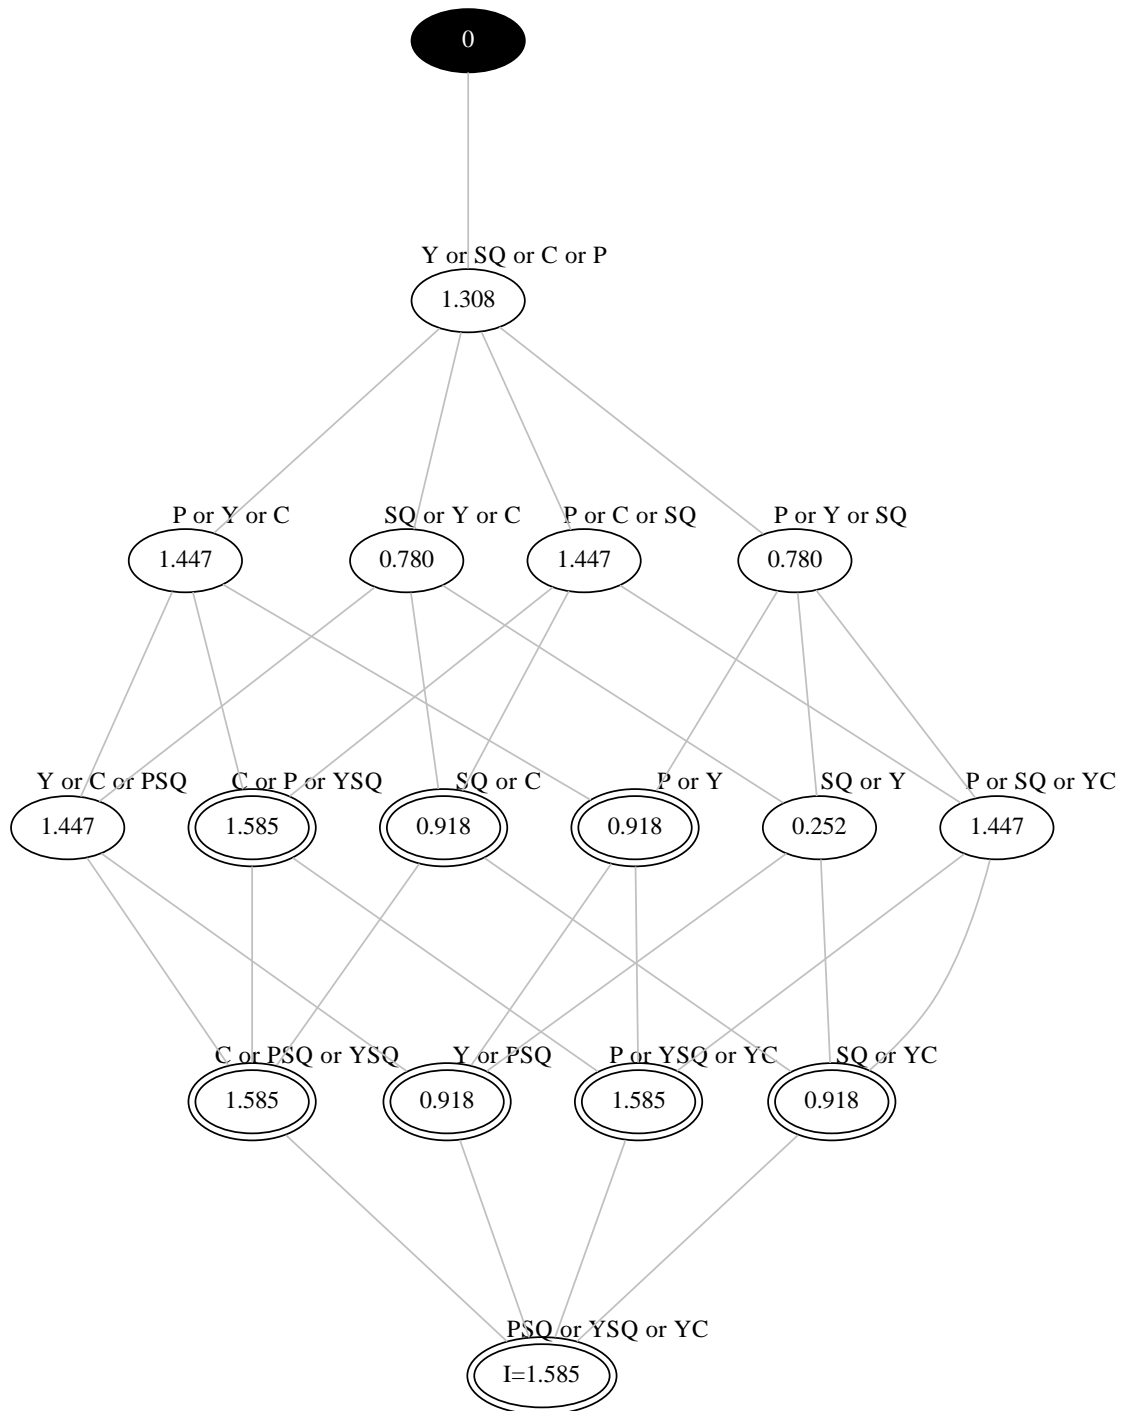 0
Y or SQ or C or P
1.308
P or Y or C
SQ or Y or C
P or C or SQ
P or Y or SQ
1.447
0.780
1.447
0.780
Y or C or PSQ
C or P or YSQ
SQ or C
P or Y
SQ or Y
P or SQ or YC
1.447
1.585
0.918
0.918
0.252
1.447
C or PSQ or YSQ
Y or PSQ
P or YSQ or YC
SQ or YC
1.585
0.918
1.585
0.918
PSQ or YSQ or YC
I=1.585